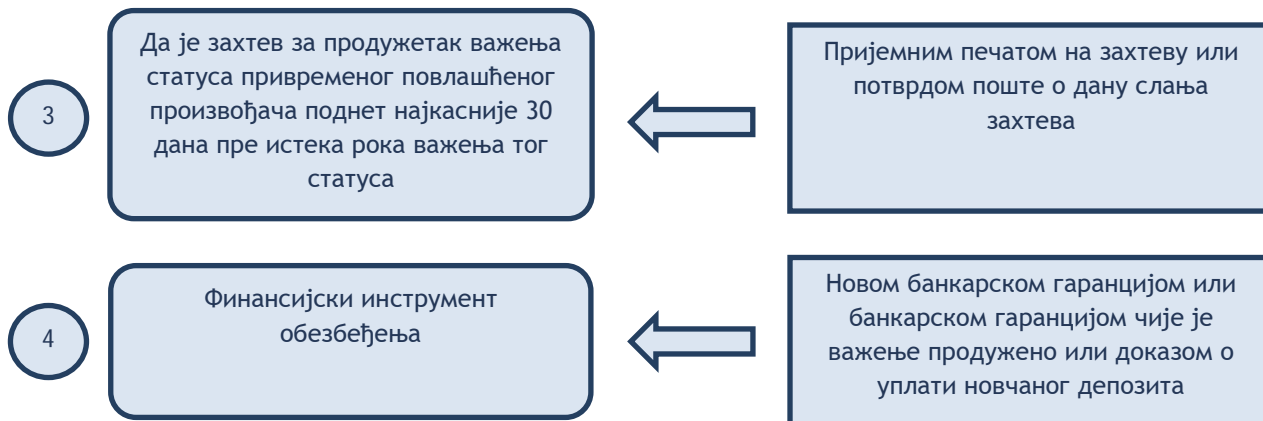 3
Да је захтев за продужетак важења
статуса привременог повлашћеног
произвођача поднет најкасније 30
дана пре истека рока важења тог
статуса
Пријемним печатом на захтеву или
потврдом поште о дану слања
захтева
4
Финансијски инструмент
обезбеђења
Новом банкарском гаранцијом или
банкарском гаранцијом чије је
важење продужено или доказом о
уплати новчаног депозита